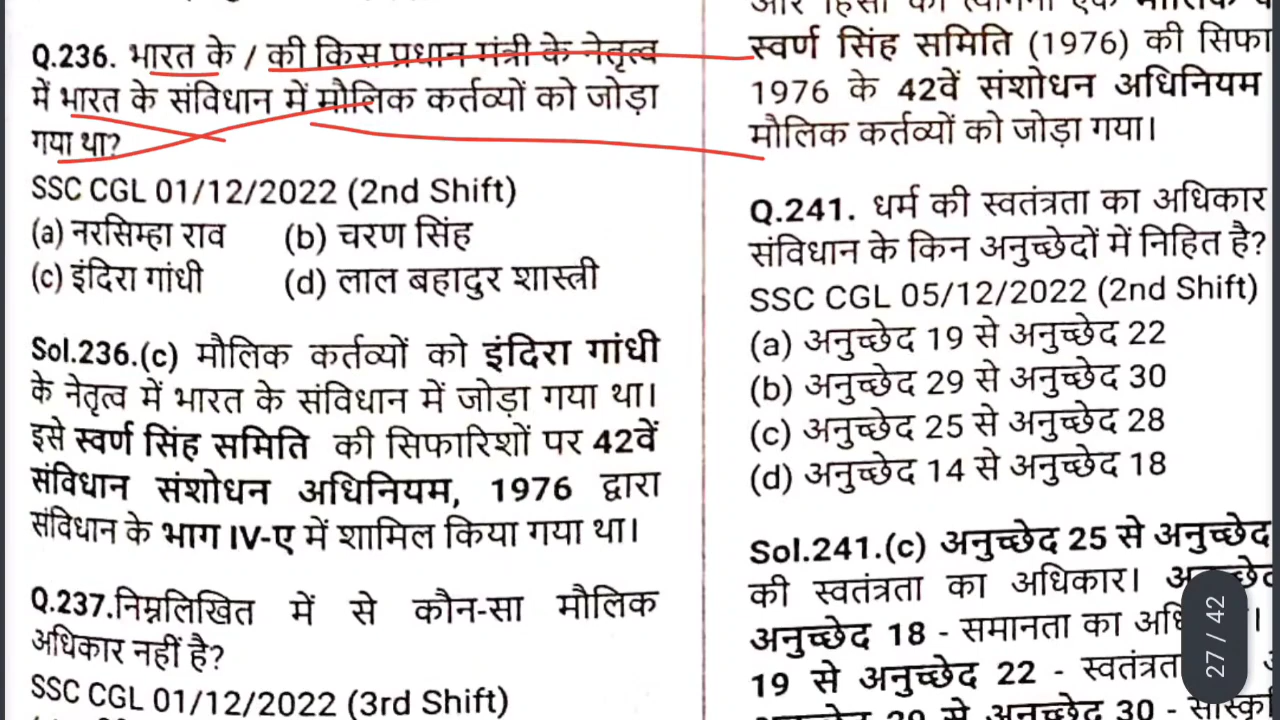 Q.236. भारत के / की किस प्रधान मंत्री के नेतृत्व
में भारत के संविधान में मौलिक कर्तव्यों को जोड़ा
गया था?
SSC CGL 01/12/2022 (2nd Shift)
(a) नरसिम्हा राव (b) चरण सिंह
(c) इंदिरा गांधी (d) लाल बहादुर शास्त्री
Sol.236.(c) मौलिक कर्तव्यों को इंदिरा गांधी
के नेतृत्व में भारत के संविधान में जोड़ा गया था।
इसे स्वर्ण सिंह समिति की सिफारिशों पर 42वें
संविधान संशोधन अधिनियम, 1976 द्वारा
संविधान के भाग IV-ए में शामिल किया गया था।
Q.237.निम्नलिखित में से कौन-सा मौलिक
अधिकार नहीं है?
SSC CGL 01/12/2022 (3rd Shift)
स्वर्ण सिंह समिति (1976) की सिफा
1976 के 42वें संशोधन अधिनियम
मौलिक कर्तव्यों को जोड़ा गया।
Q.241. धर्म की स्वतंत्रता का अधिकार
संविधान के किन अनुच्छेदों में निहित है?
SSC CGL 05/12/2022 (2nd Shift)
(a) अनुच्छेद 19 से अनुच्छेद 22
(b) अनुच्छेद 29 से अनुच्छेद 30
(c) अनुच्छेद 25 से अनुच्छेद 28
(d) अनुच्छेद 14 से अनुच्छेद 18
Sol.241.(c) अनुच्छेद 25 से अनुच्छेद
की स्वतंत्रता का अधिकार।
अनुच्छेद 18 - समानता का अधि
19 से अनुच्छेद 22 - स्वतंत्रत
से अनुच्छेद 30 -
27 / 42